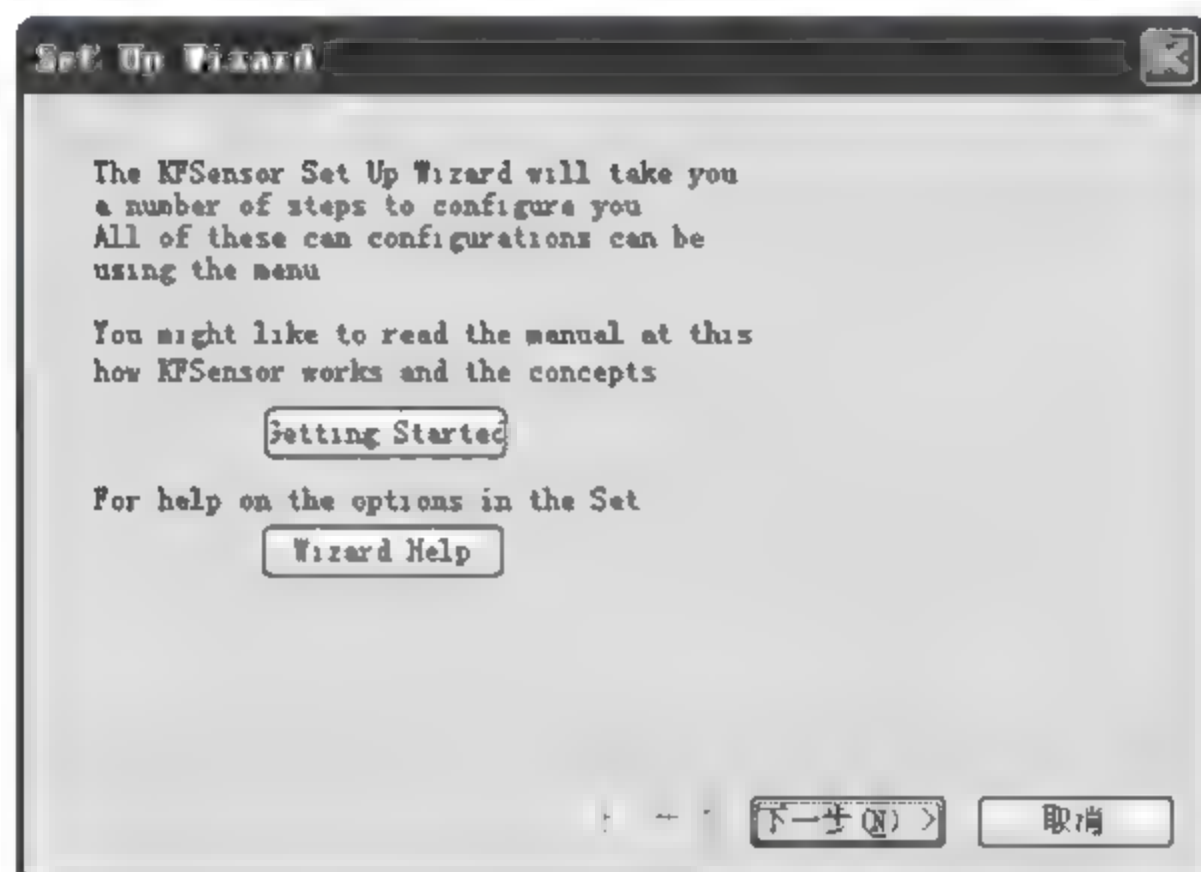 Set Up Wizard
The KFSensor Set Up Wizard will take you
a number of steps to configure you
All of these can configurations can be
using the menu
You might like to read the manual at this
how KFSensor works and the concepts
Getting Started
For help on the options in the Set
Wizard Help
下一步(N) >
取消